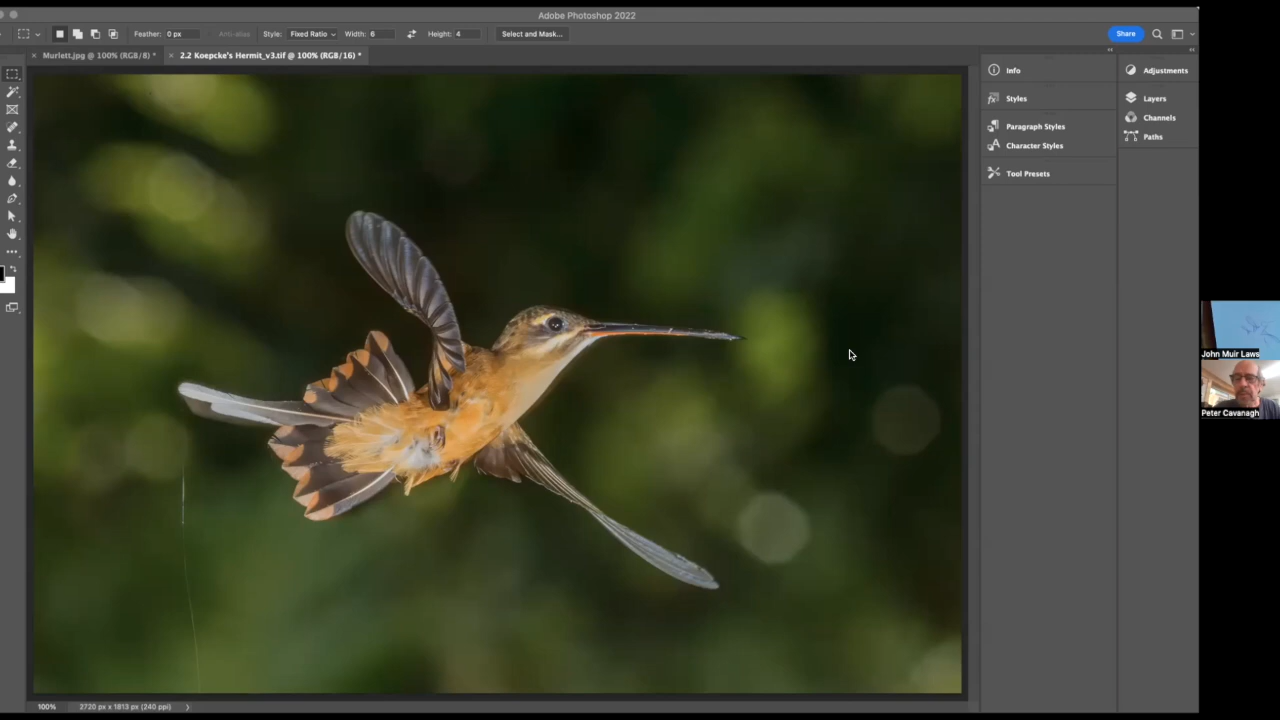 Adobe Photoshop 2022
Feather: 0 px Anti-alias Style: Fixed Ratio Width: 6 Height: 4 Select and Mask... Share
× Murlett.jpg @ 100% (RGB/8) * × 2.2 Koepcke's Hermit_v3.tif @ 100% (RGB/16) *
Info
Adjustments
Styles
Layers
Channels
Paragraph Styles
Paths
Character Styles
Tool Presets
John Muir Laws
Peter Cavanagh
100% 2720 px x 1813 px (240 ppi)